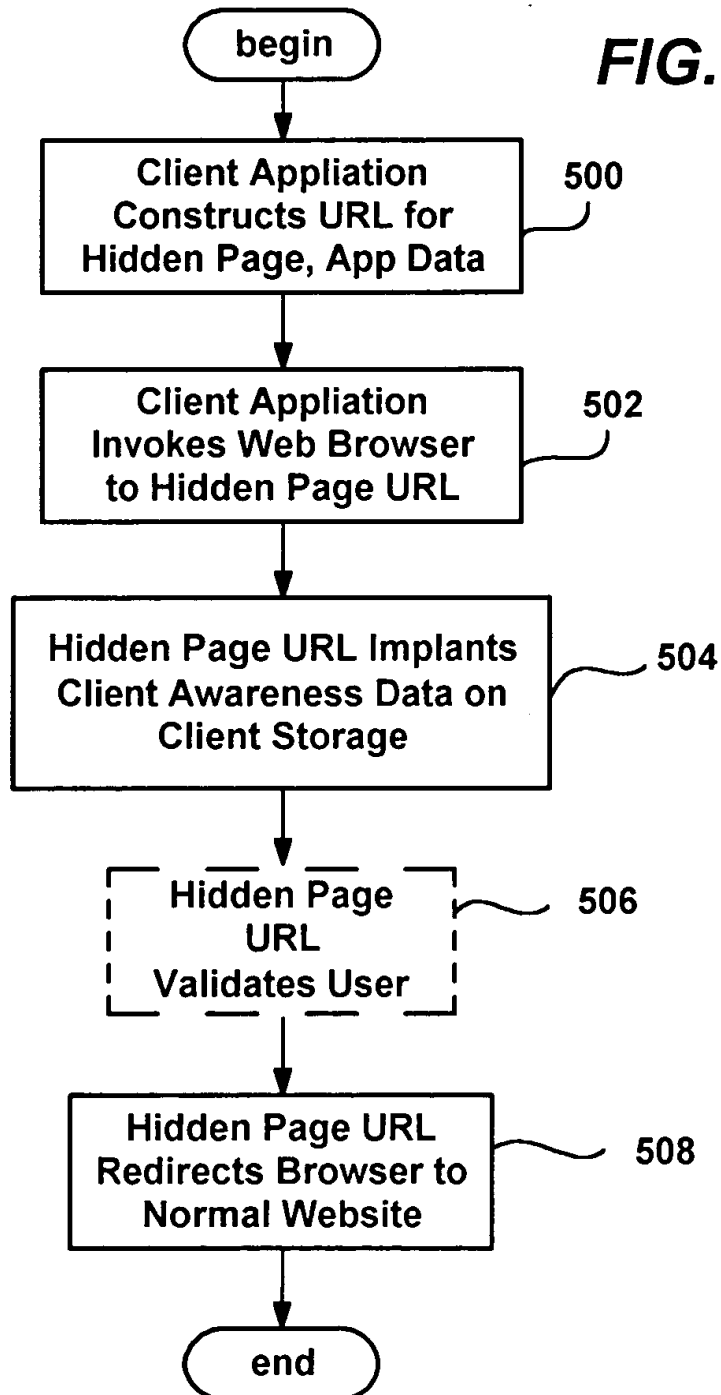 begin
FIG.
Client Appliation
Constructs URL for
Hidden Page, App Data
500
Client Appliation
Invokes Web Browser
to Hidden Page URL
502
Hidden Page URL Implants
Client Awareness Data on
Client Storage
504
Hidden Page
URL
Validates User
506
Hidden Page URL
Redirects Browser to
Normal Website
508
end